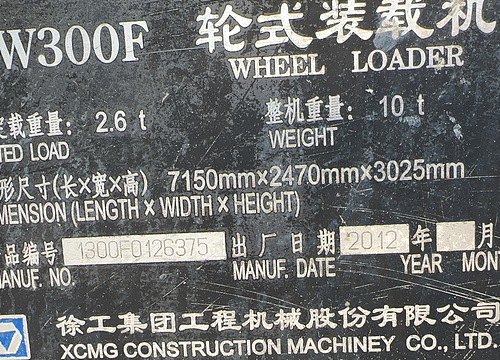 W300F 轮式装载机
WHEEL LOADER
载重量: 2.6 t 整机重量: 10 t
TED LOAD WEIGHT
形尺寸(长×宽×高) 7150mm×2470mm×3025mm
MENSION (LENGTH X WIDTH X HEIGHT)
品编号 1300F0126375 出厂日期 2012 年 月
ANUF. NO. MANUF. DATE YEAR MONT
徐工集团工程机械股份有限公司
XCMG CONSTRUCTION MACHINEY CO., LTD.